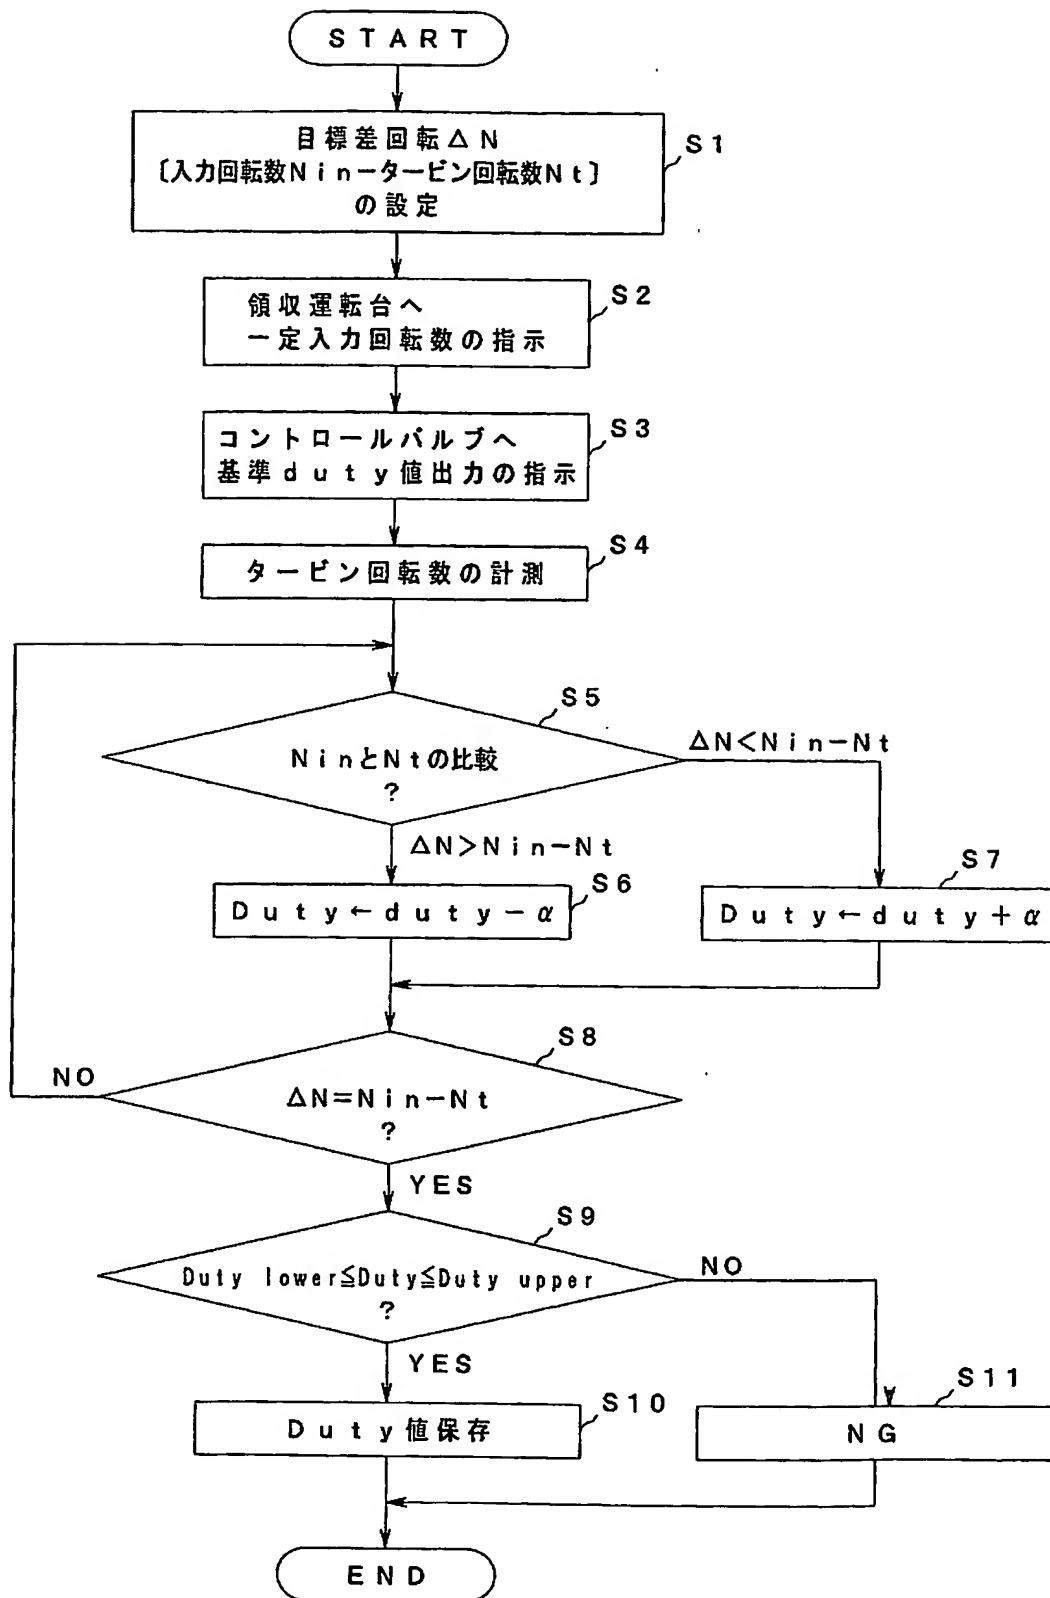 START
目標差回転△N
〔入力回転数Nin−タービン回転数Nt〕
の設定
S1
領収運転台へ
一定入力回転数の指示
S2
コントロールバルブへ
基準duty値出力の指示
S3
タービン回転数の計測
S4
NinとNtの比較
?
S5
△N<Nin−Nt
△N>Nin−Nt
Duty←duty−α
S6
Duty←duty+α
S7
△N=Nin−Nt
?
S8
NO
YES
Duty lower≦Duty≦Duty upper
?
S9
NO
YES
Duty値保存
S10
NG
S11
END